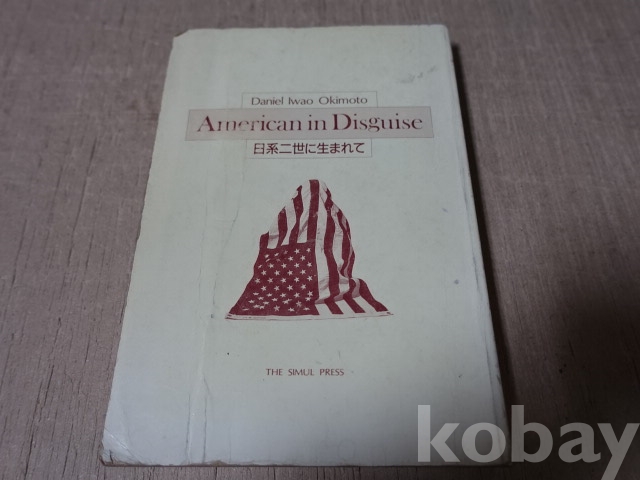 Daniel Iwao Okimoto
American in Disguise
日系二世に生まれて
THE SIMUL PRESS
kobay